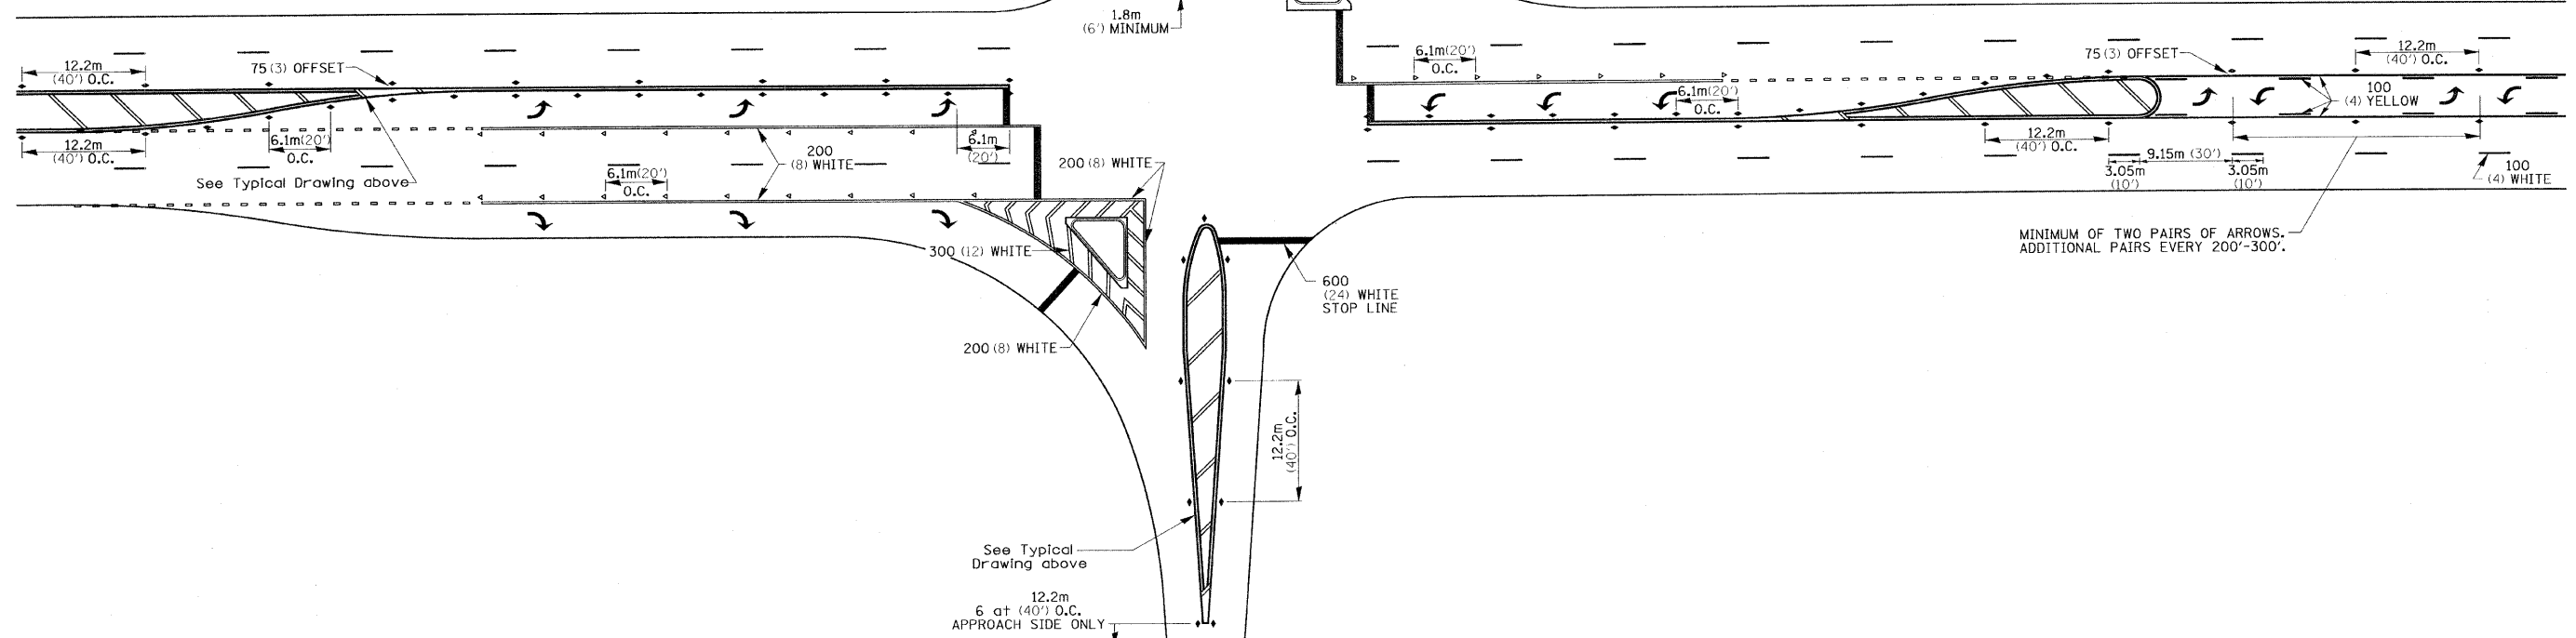 1.8m
(6') MINIMUM
12.2m
(40') O.C.
75 (3) OFFSET
6.1m(20')
O.C.
75 (3) OFFSET
12.2m
(40') O.C.
6.1m(20')
O.C.
100
(4) YELLOW
12.2m
(40') O.C.
6.1m(20')
O.C.
200
(8) WHITE
6.1m
(20')
200 (8) WHITE
12.2m
(40') O.C.
9.15m (30')
3.05m
(10')
3.05m
(10')
100
(4) WHITE
See Typical Drawing above
6.1m(20')
O.C.
MINIMUM OF TWO PAIRS OF ARROWS.
ADDITIONAL PAIRS EVERY 200'-300'.
300 (12) WHITE
600
(24) WHITE
STOP LINE
200 (8) WHITE
12.2m
(40') O.C.
See Typical
Drawing above
12.2m
6 at (40') O.C.
APPROACH SIDE ONLY